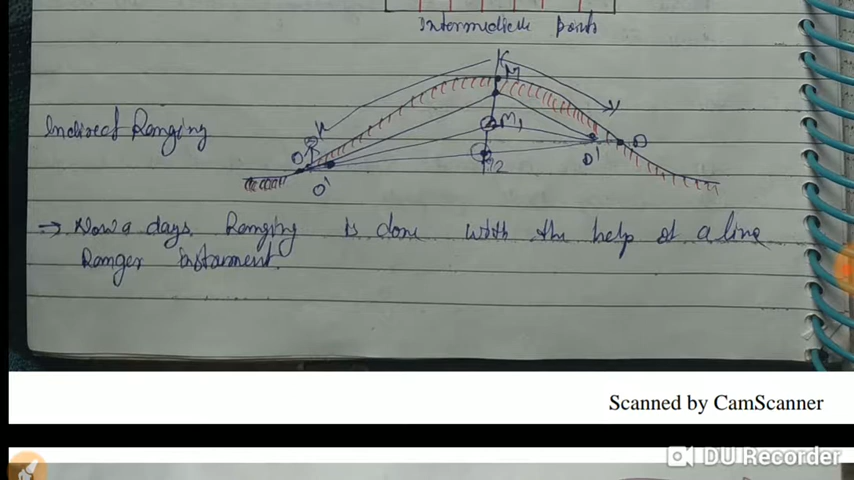 Intermediate Points
K
M
Indirect Ranging
M1
O
D
D'
O'
M2
→ Now a days Ranging is done with the help of a line
Ranger instrument.
Scanned by CamScanner
DU Recorder